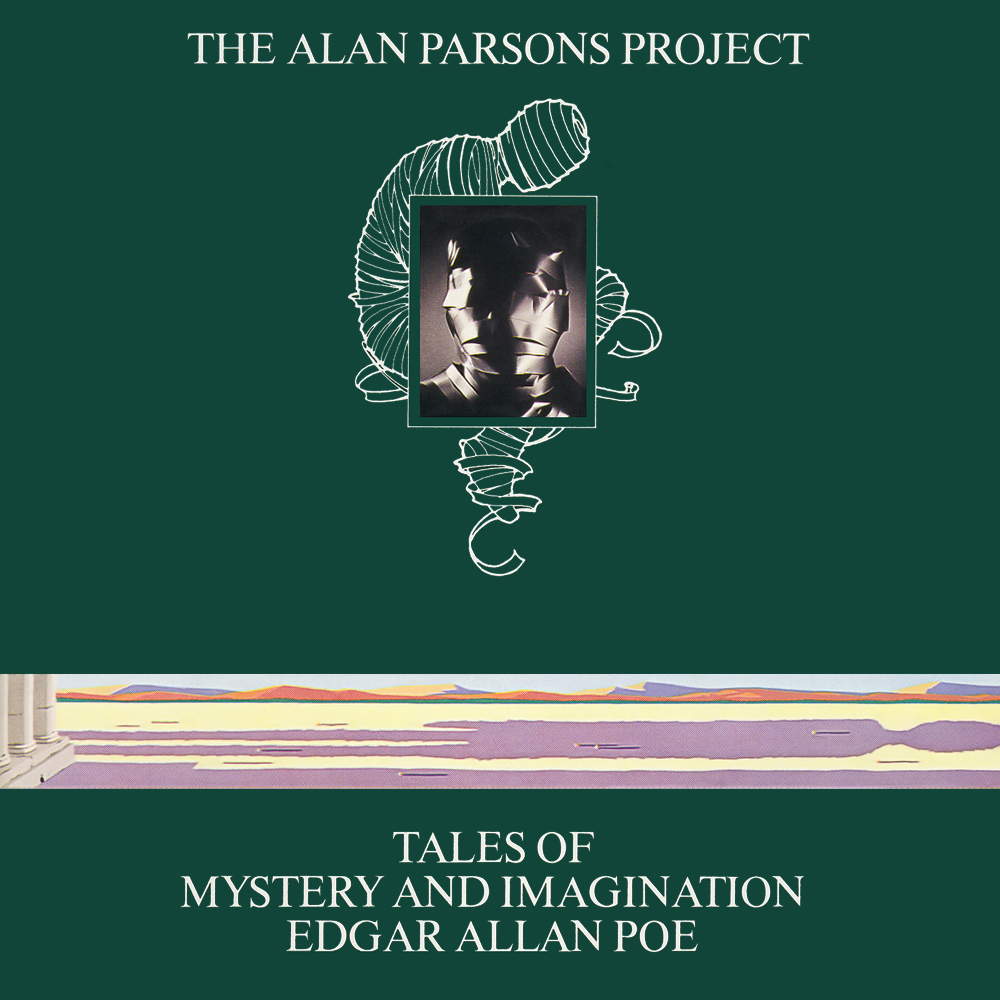 THE ALAN PARSONS PROJECT
TALES OF
MYSTERY AND IMAGINATION
EDGAR ALLAN POE